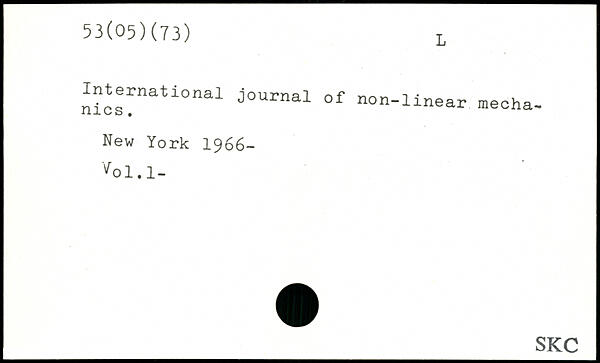 53(05)(73)
L
International journal of non-linear mecha-
nics.
New York 1966-
Vol.1-
SKC